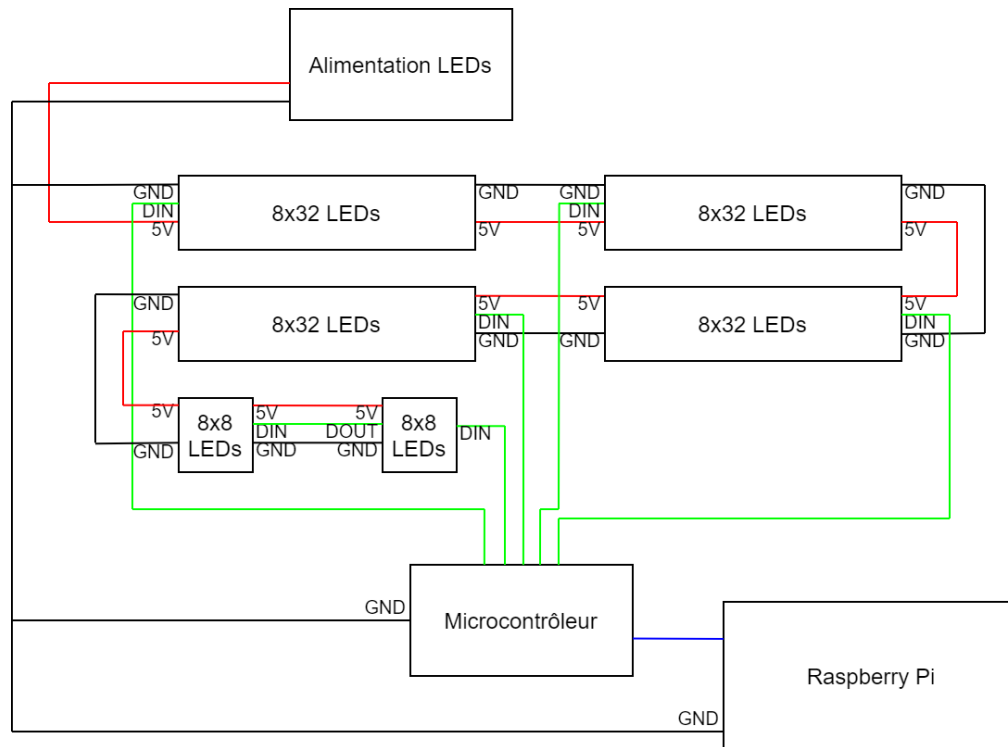 Alimentation LEDs
GND
DIN
5V
8x32 LEDs
GND
5V
GND
DIN
5V
8x32 LEDs
GND
5V
GND
5V
8x32 LEDs
5V
DIN
GND
5V
GND
8x32 LEDs
5V
DIN
GND
5V
GND
8x8
LEDs
5V
DIN
GND
5V
DOUT
GND
8x8
LEDs
DIN
GND
Microcontrôleur
Raspberry Pi
GND